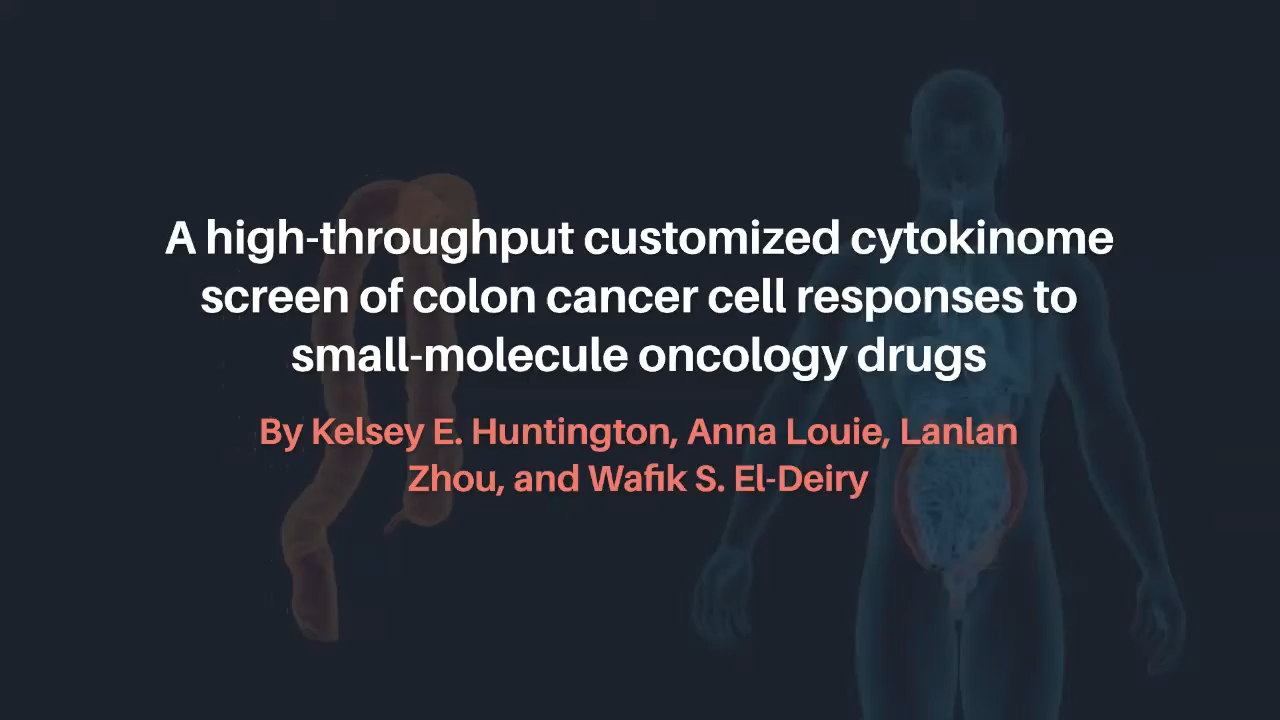 A high-throughput customized cytokinome
screen of colon cancer cell responses to
small-molecule oncology drugs
By Kelsey E. Huntington, Anna Louie, Lanlan
Zhou, and Wafik S. El-Deiry